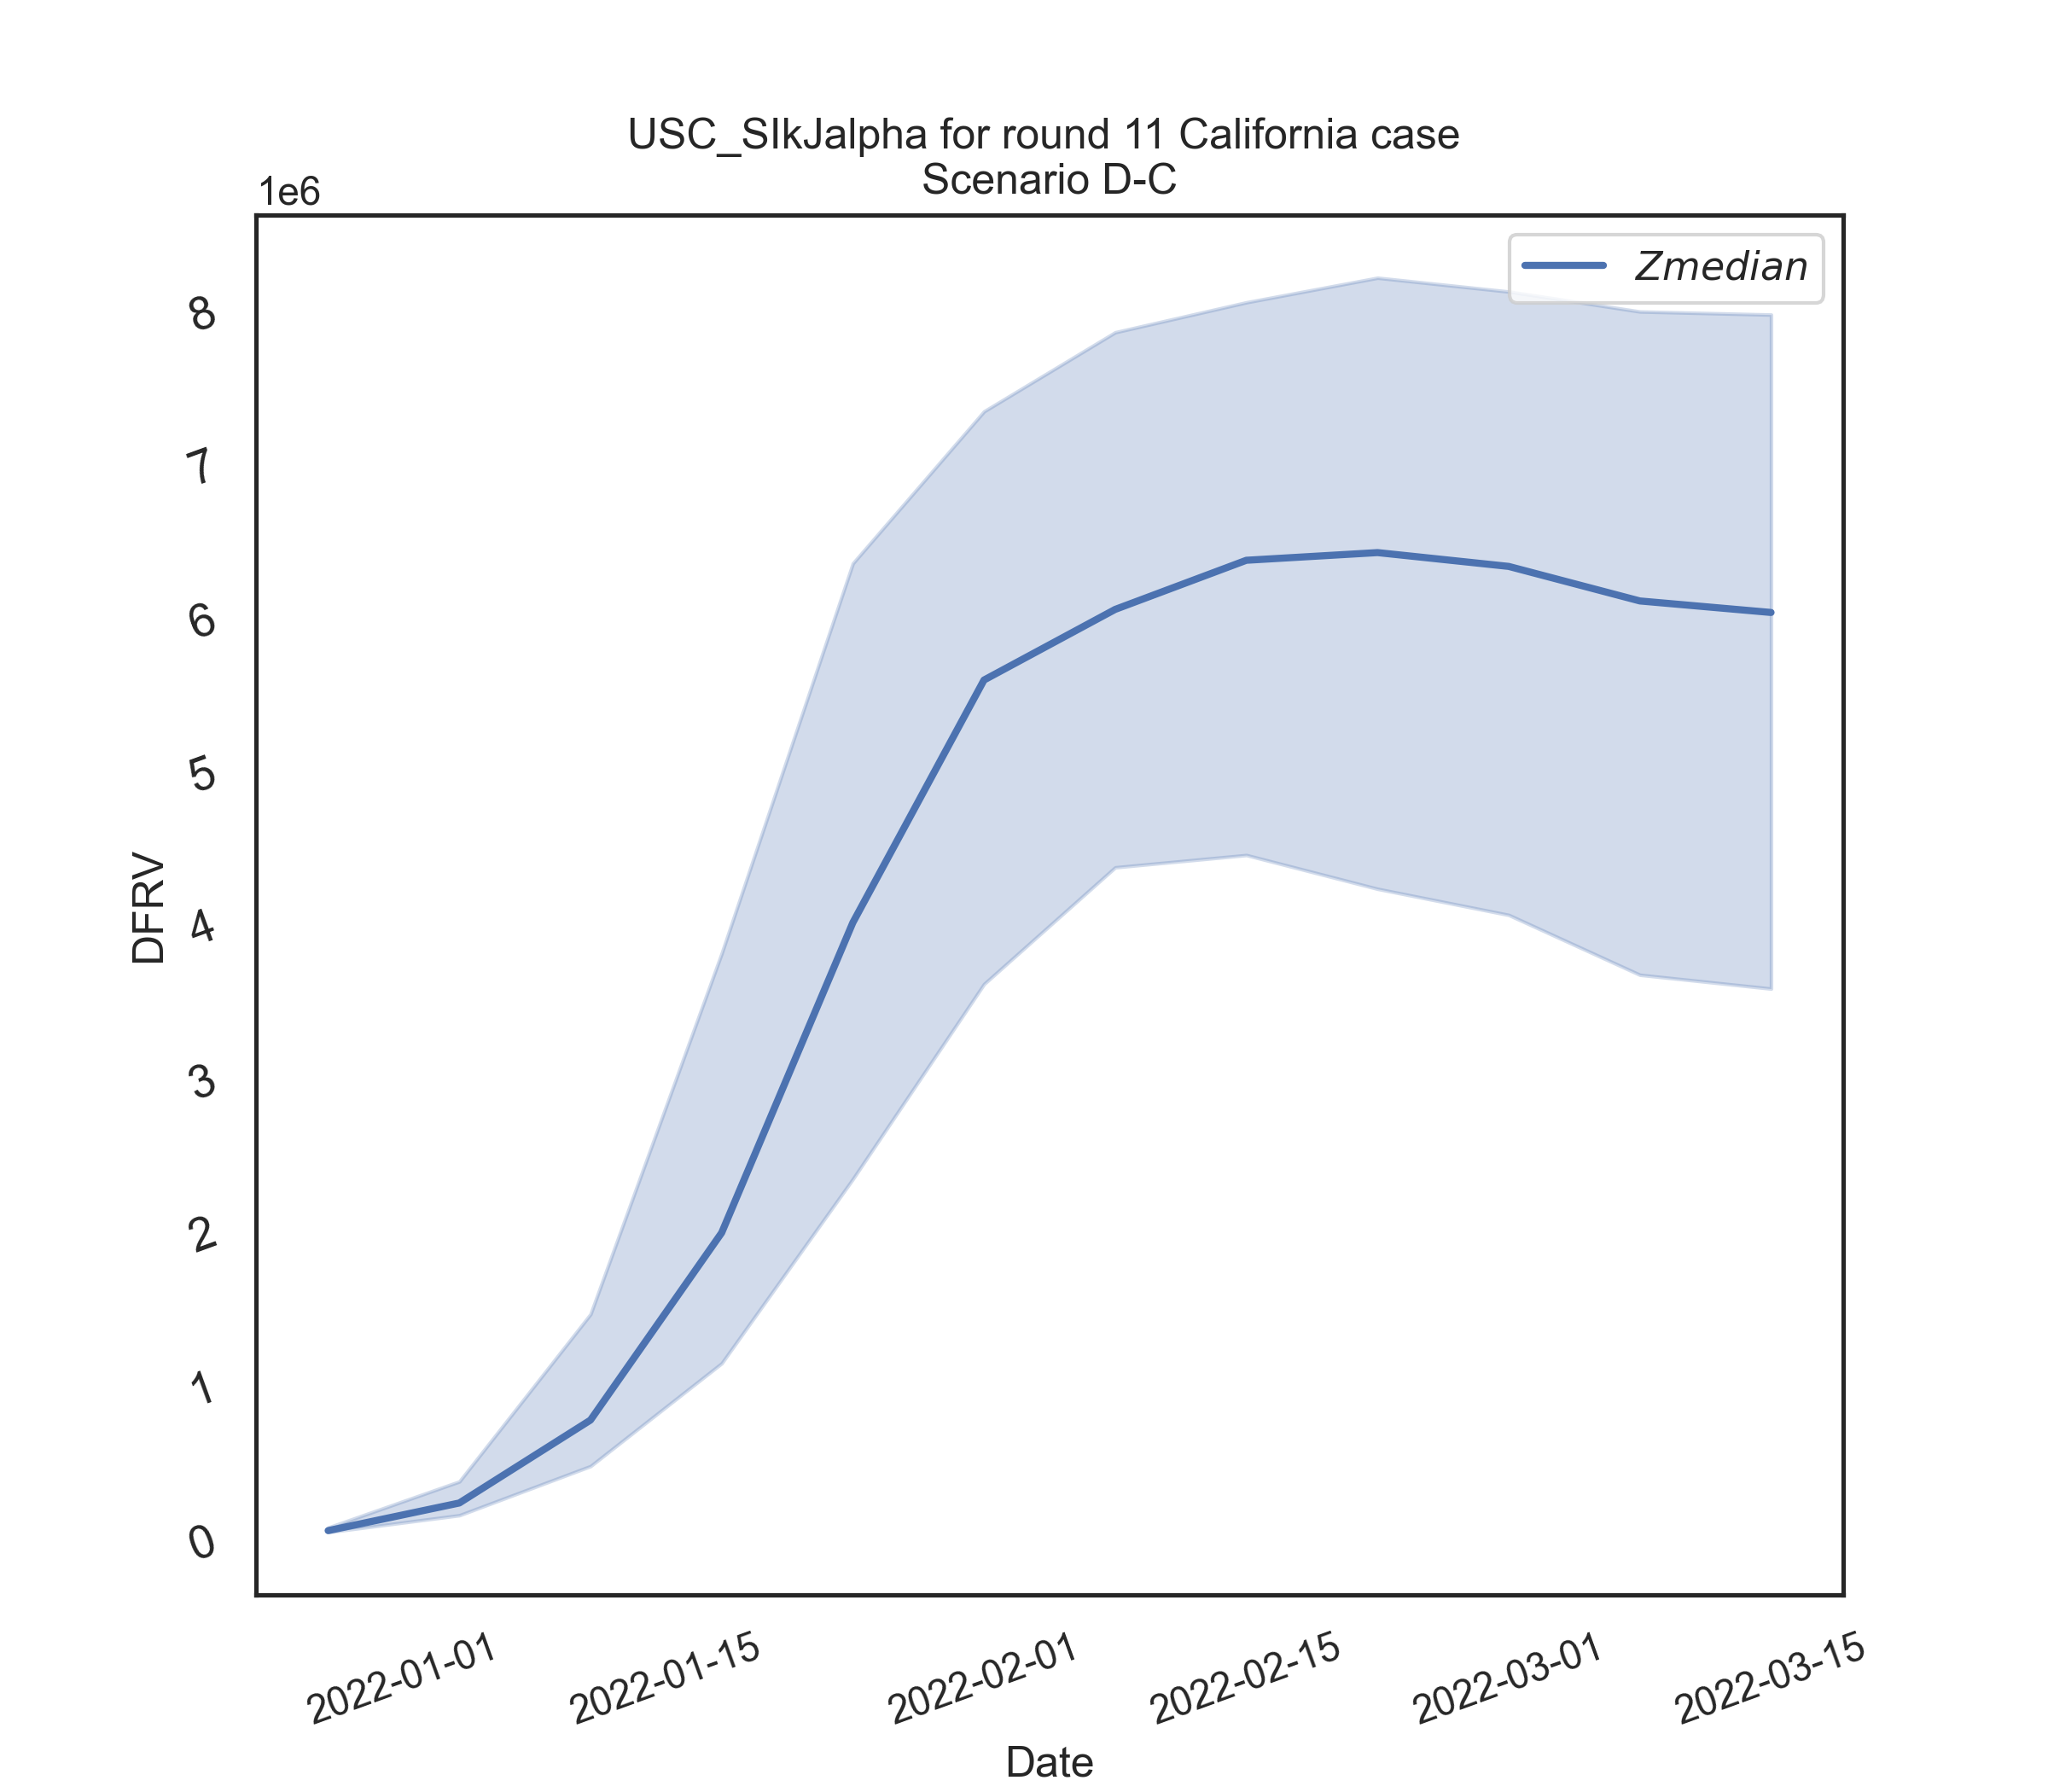 USC_SIkJalpha for round 11 California case
Scenario D-C
1e6
Zmedian
8
7
6
5
4
3
2
1
0
DFRV
2022-01-01
2022-01-15
2022-02-01
2022-02-15
2022-03-01
2022-03-15
Date